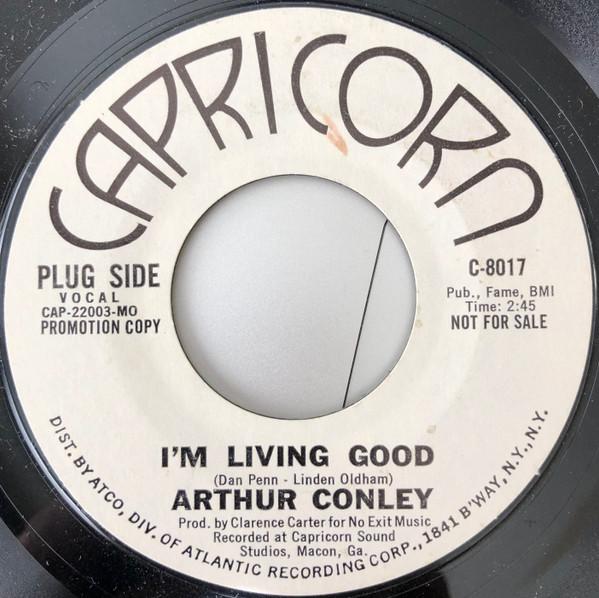 CAPRICORN
PLUG SIDE
VOCAL
CAP-22003-MO
PROMOTION COPY
C-8017
Pub., Fame, BMI
Time: 2:45
NOT FOR SALE
I'M LIVING GOOD
(Dan Penn - Linden Oldham)
ARTHUR CONLEY
Prod. by Clarence Carter for No Exit Music
Recorded at Capricorn Sound
Studios, Macon, Ga.
DIST. BY ATCO, DIV. OF ATLANTIC RECORDING CORP., 1841 B'WAY, N.Y., N.Y.